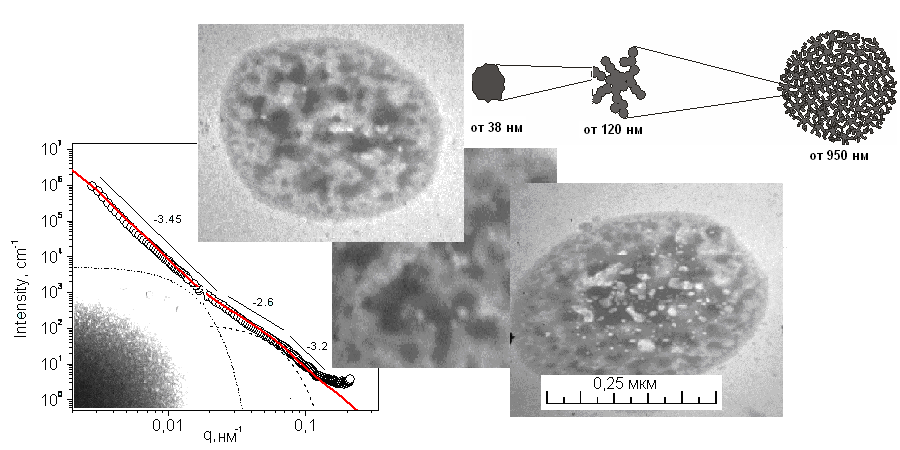 от 38 нм
от 120 нм
от 950 нм
10⁷
10⁶
10⁵
10⁴
10³
10²
10¹
10⁰
Intensity, cm⁻¹
-3.45
-2.6
-3.2
0,01
0,1
q,нм⁻¹
0,25 мкм